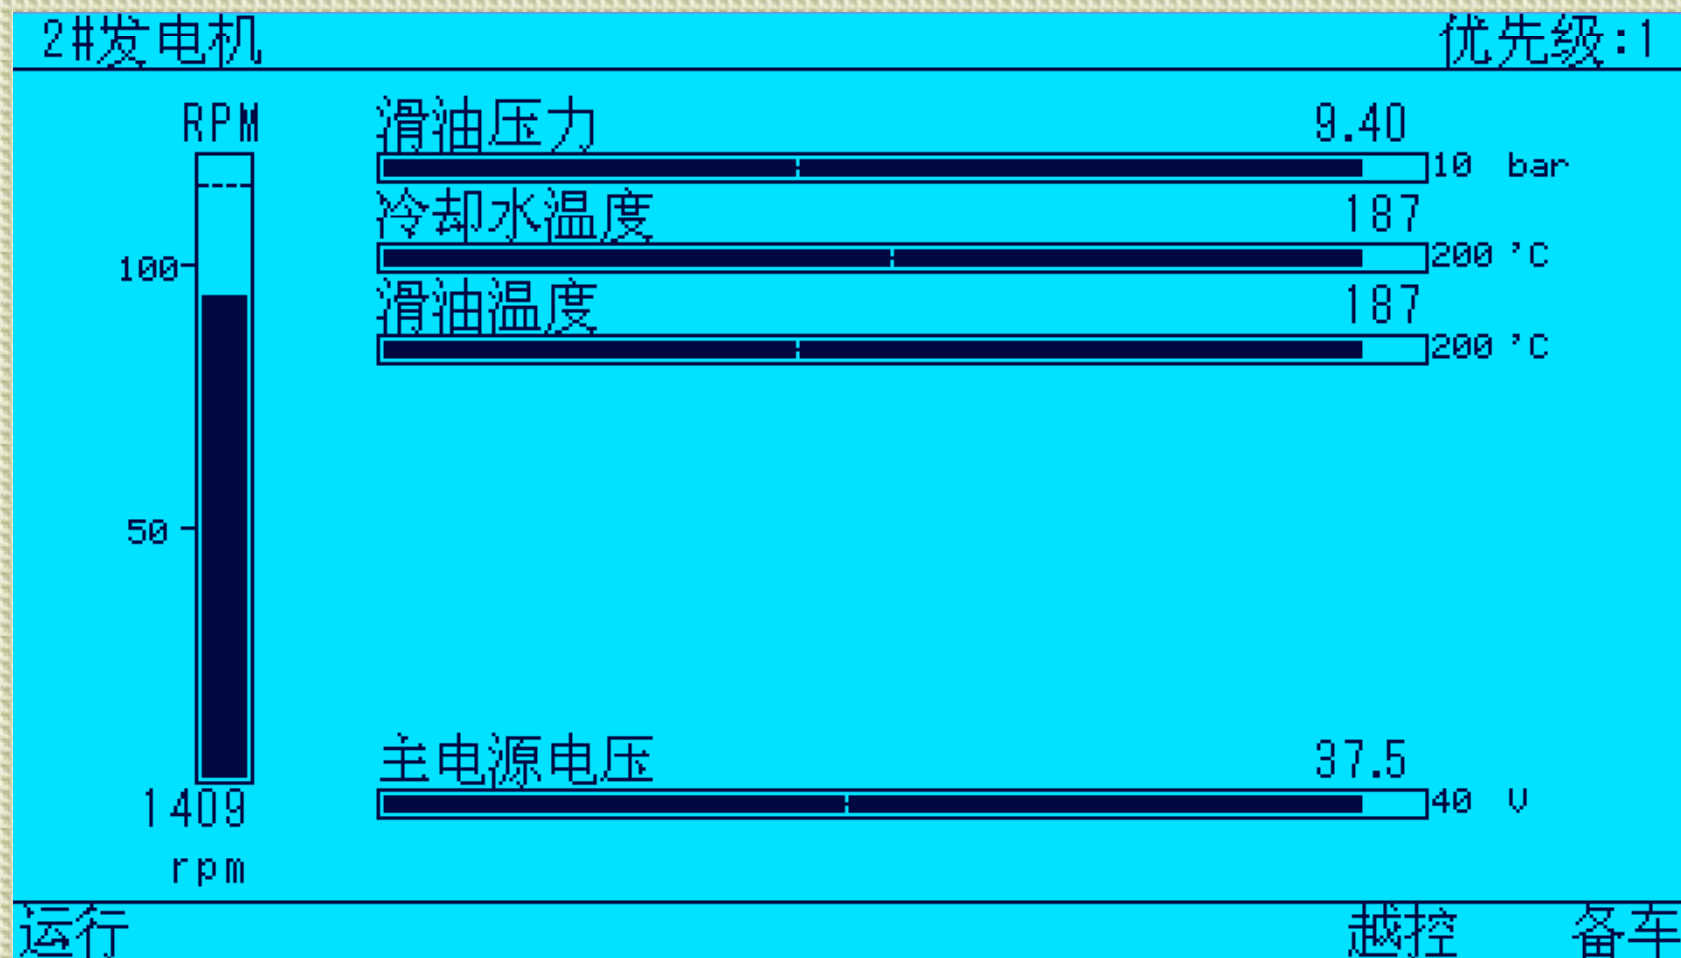 2#发电机 优先级:1
RPM
滑油压力 9.40
10 bar
冷却水温度 187
100
200 °C
滑油温度 187
200 °C
50
主电源电压 37.5
1409
40 V
rpm
运行 越控 备车